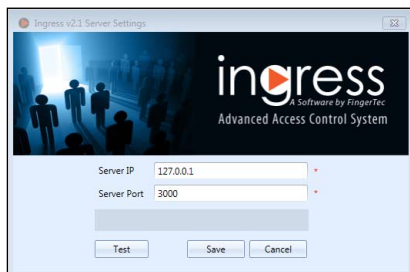 Ingress v2.1 Server Settings
ingress
A Software by FingerTec
Advanced Access Control System
Server IP 127.0.0.1 *
Server Port 3000 *
Test Save Cancel